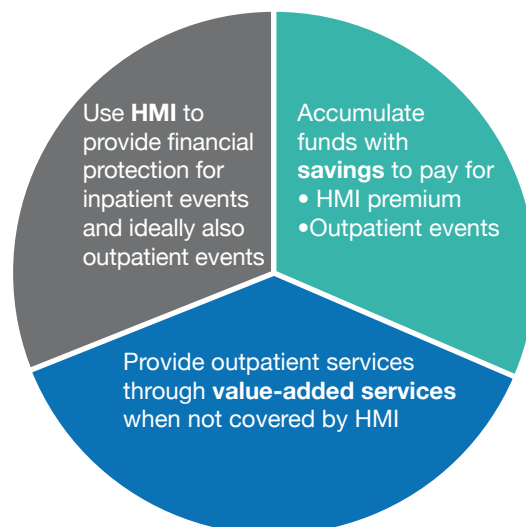 Use HMI to
provide financial
protection for
inpatient events
and ideally also
outpatient events
Accumulate
funds with
savings to pay for
• HMI premium
•Outpatient events
Provide outpatient services
through value-added services
when not covered by HMI